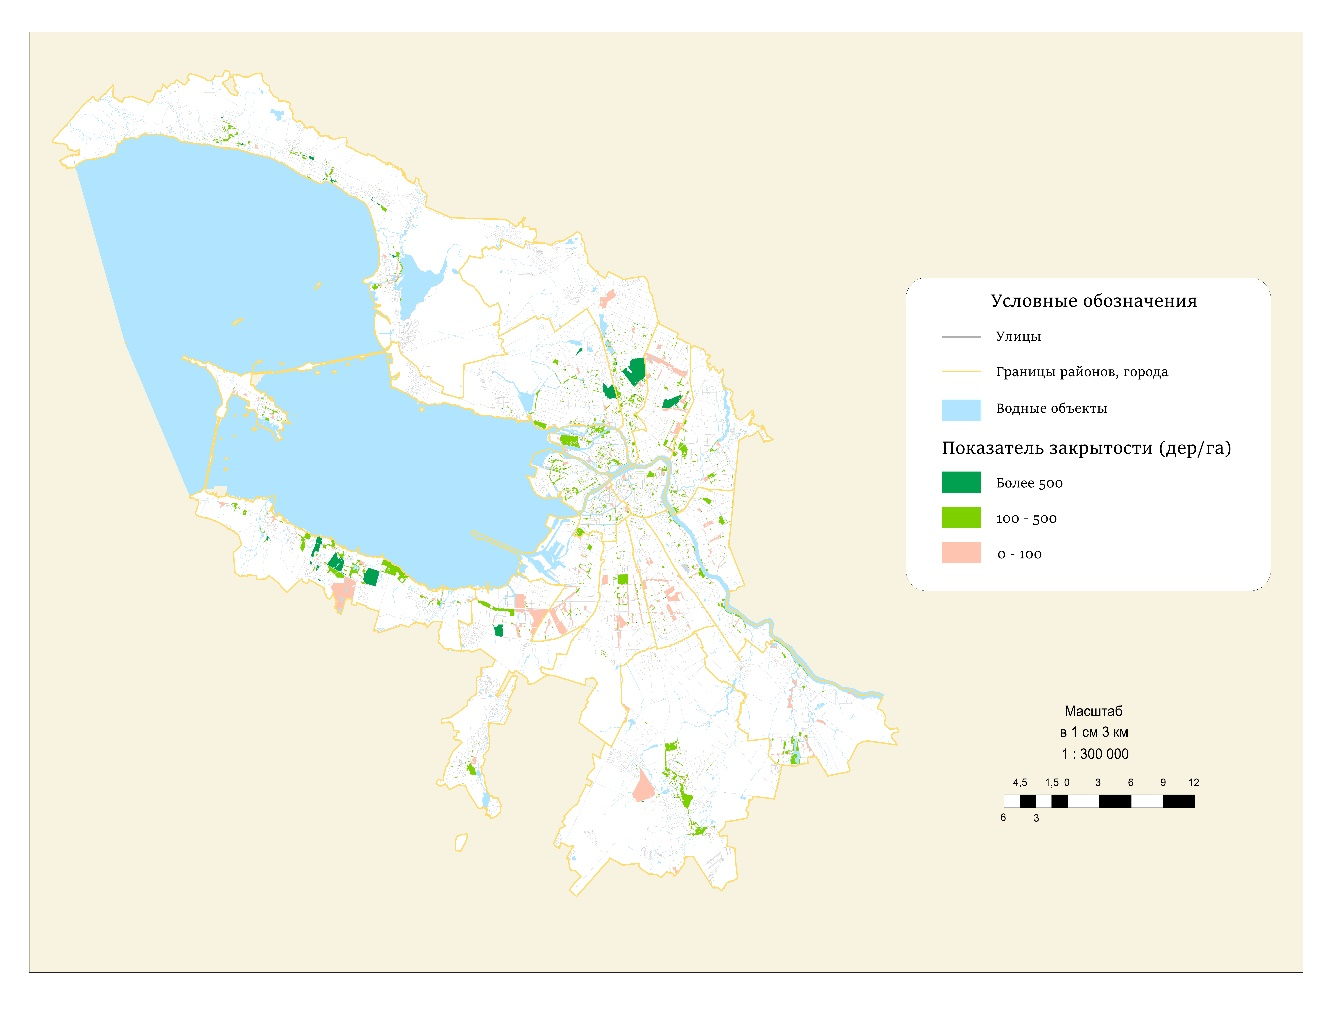 Условные обозначения
Улицы
Границы районов, города
Водные объекты
Показатель закрытости (дер/га)
Более 500
100 - 500
0 - 100
Масштаб
в 1 см 3 км
1 : 300 000
4,5 1,5 0 3 6 9 12
6 3